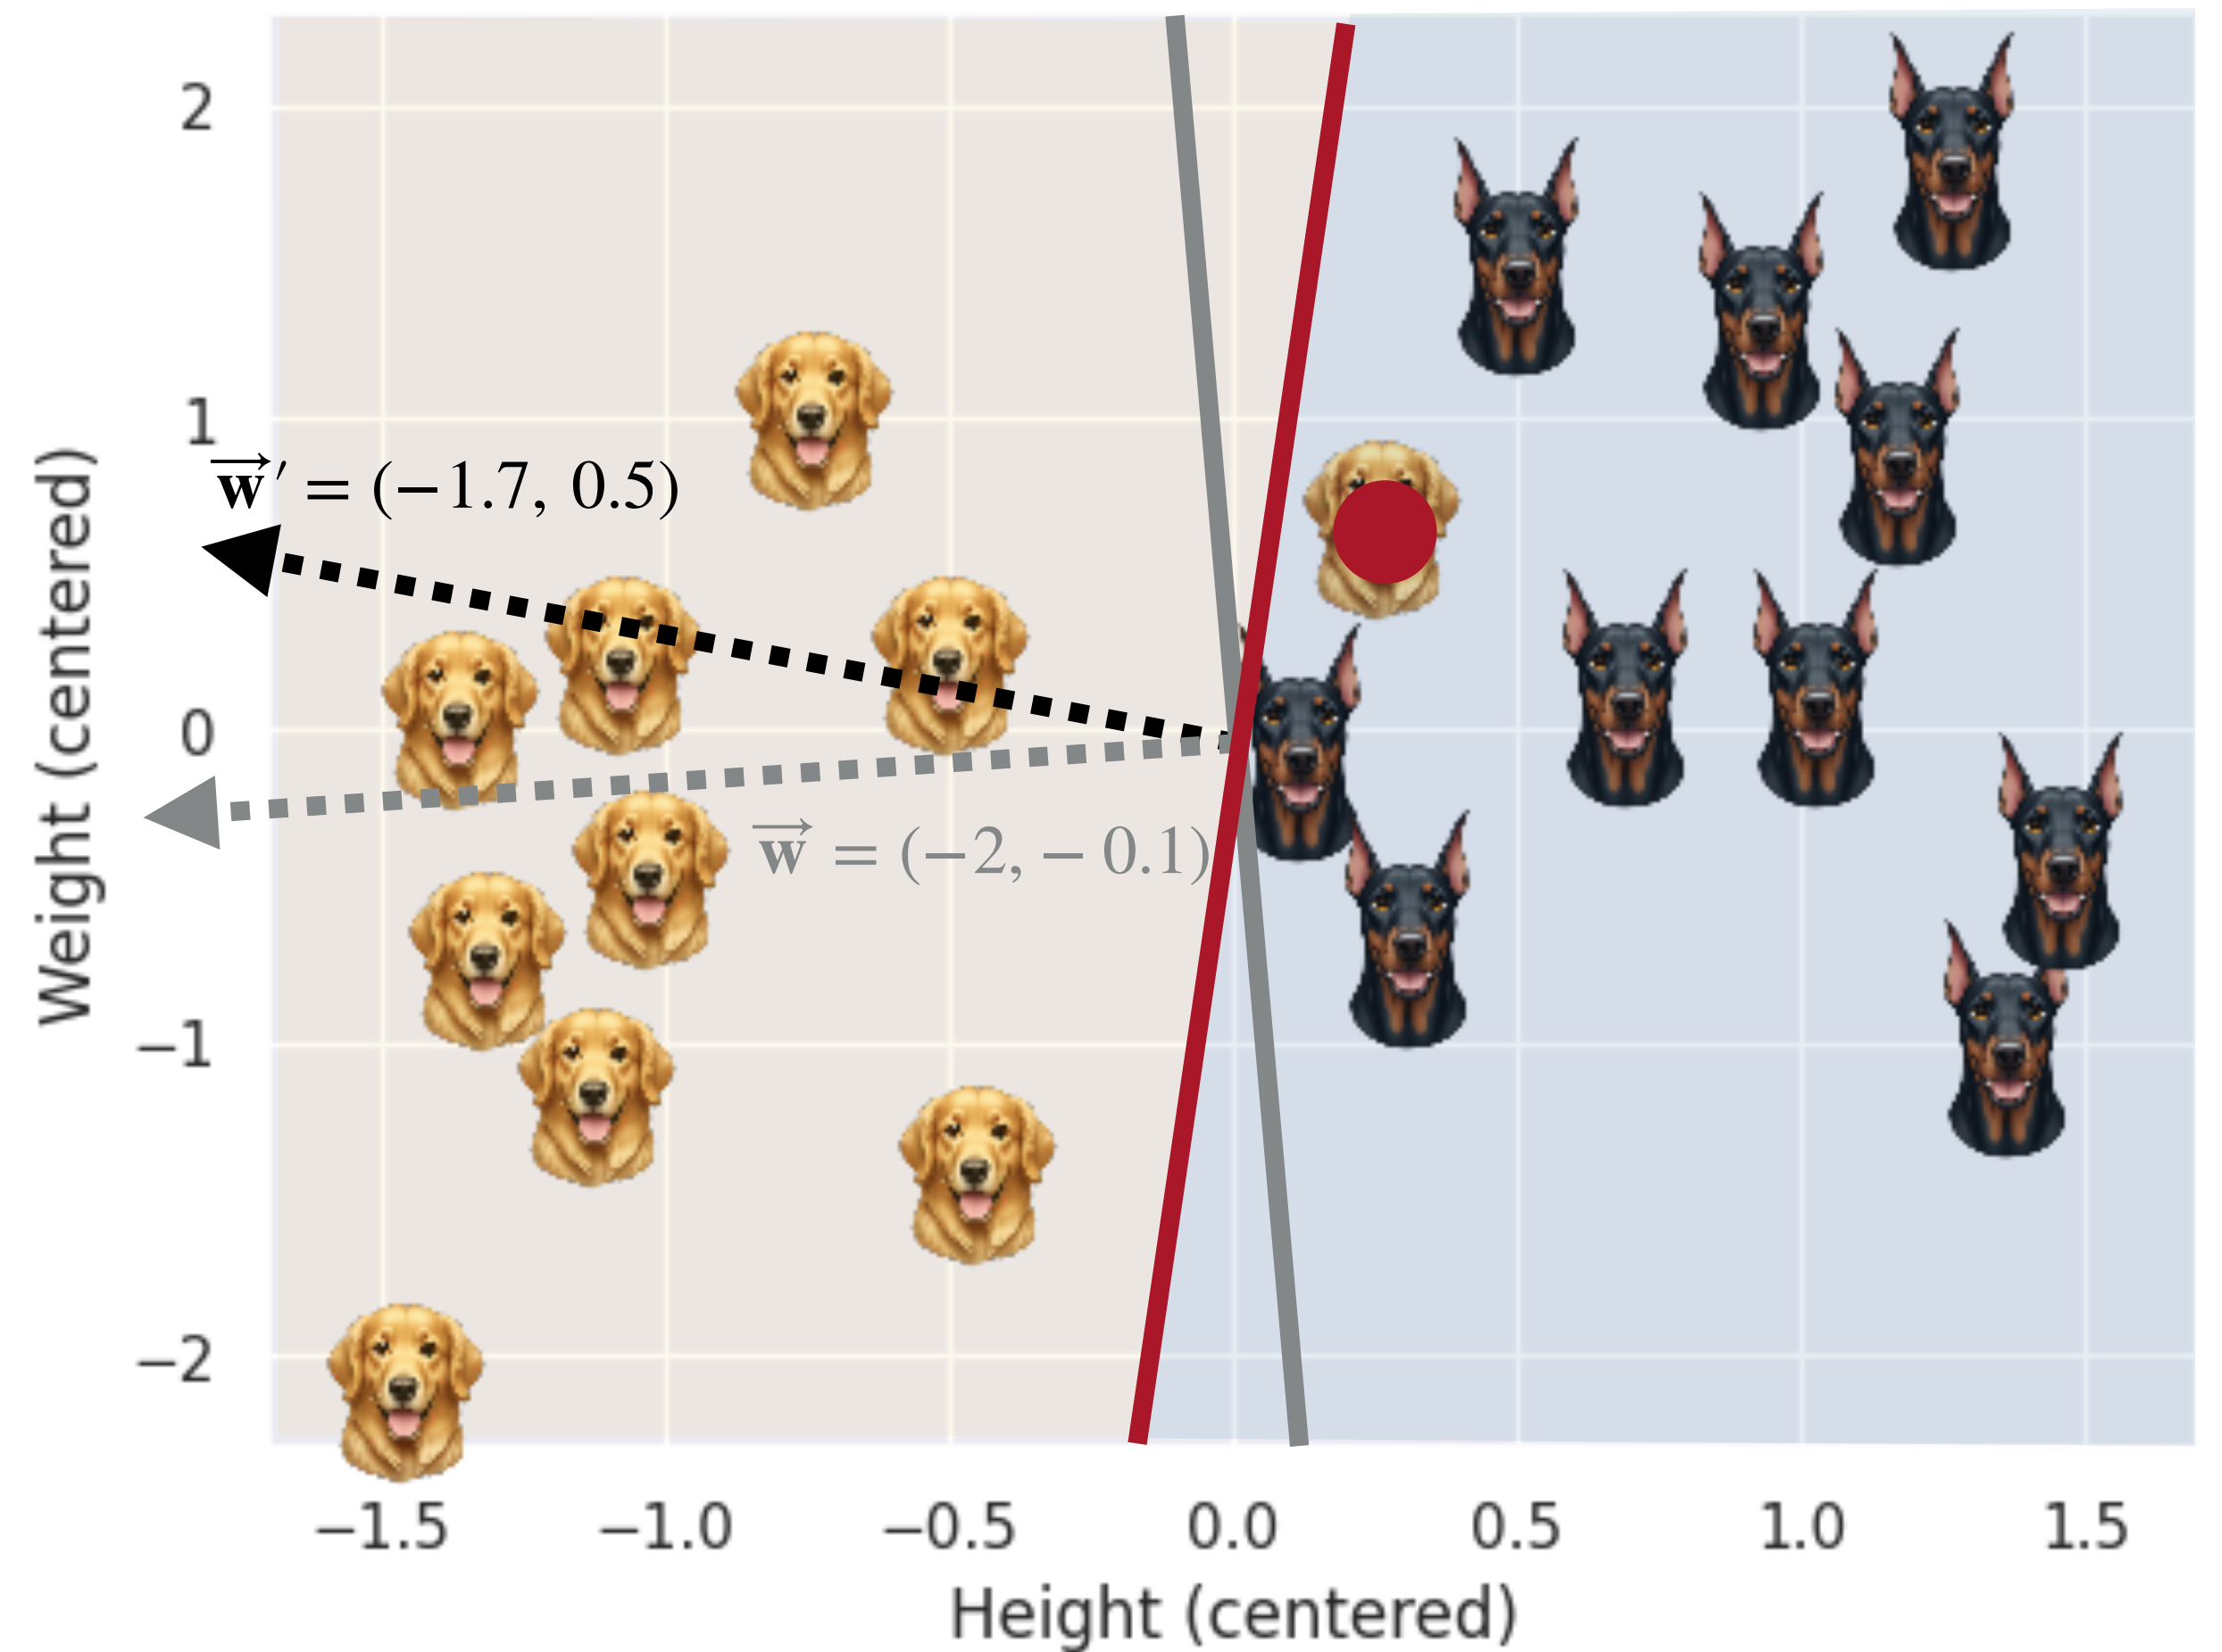 2
1
w⃗′ = (−1.7, 0.5)
0
w⃗ = (−2, − 0.1)
−1
−2
Weight (centered)
−1.5 −1.0 −0.5 0.0 0.5 1.0 1.5
Height (centered)